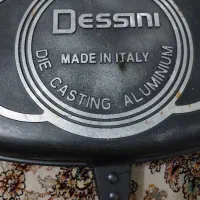 DESSINI
MADE IN ITALY
DIE CASTING ALUMINIUM